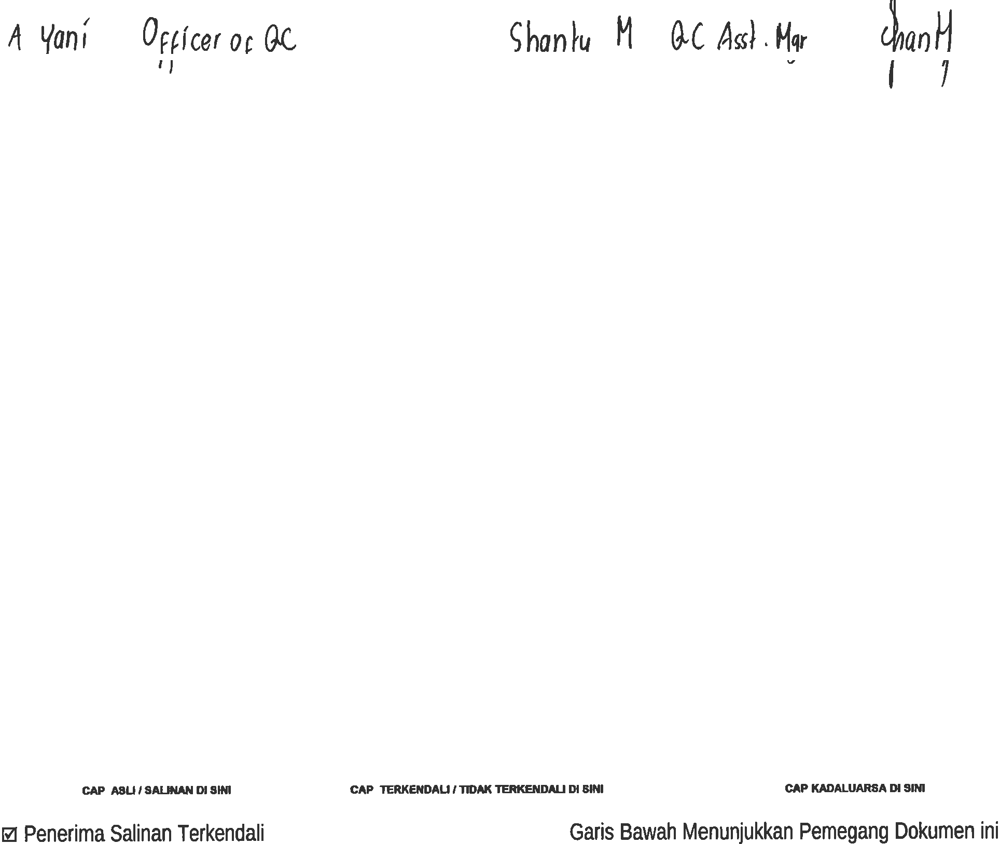 A Yani Officer of QC Shantu M QC Asst. Mgr
CAP ASLI / SALINAN DI SINI CAP TERKENDALI / TIDAK TERKENDALI DI SINI CAP KADALUARSA DI SINI
☑ Penerima Salinan Terkendali Garis Bawah Menunjukkan Pemegang Dokumen ini